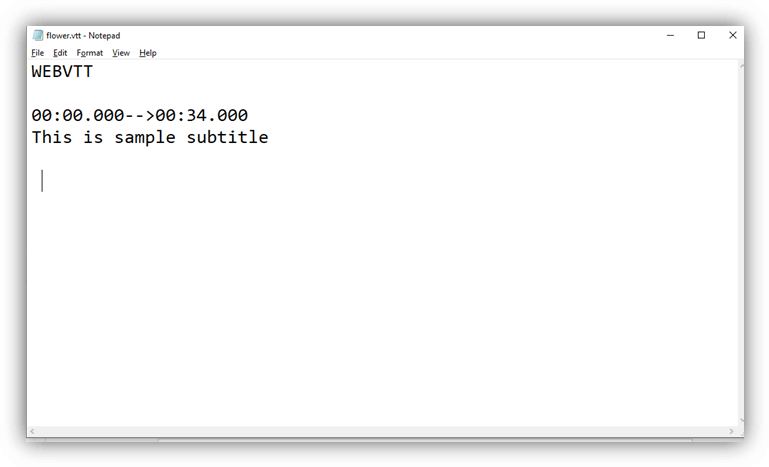 flower.vtt - Notepad
File Edit Format View Help
WEBVTT
00:00.000-->00:34.000
This is sample subtitle